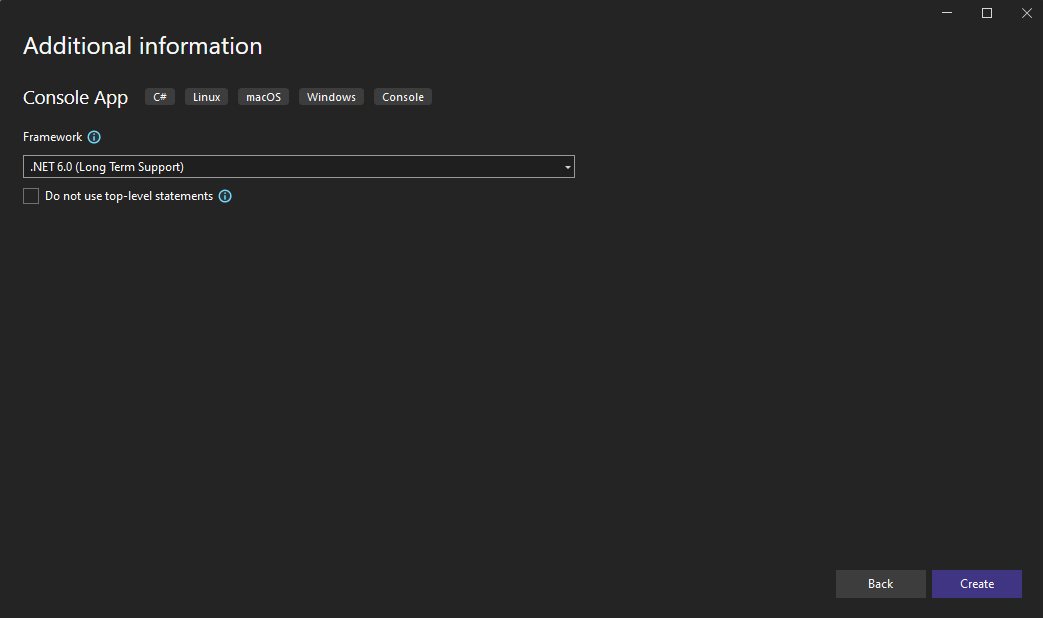 Additional information
Console App C# Linux macOS Windows Console
Framework
.NET 6.0 (Long Term Support)
Do not use top-level statements
Back Create